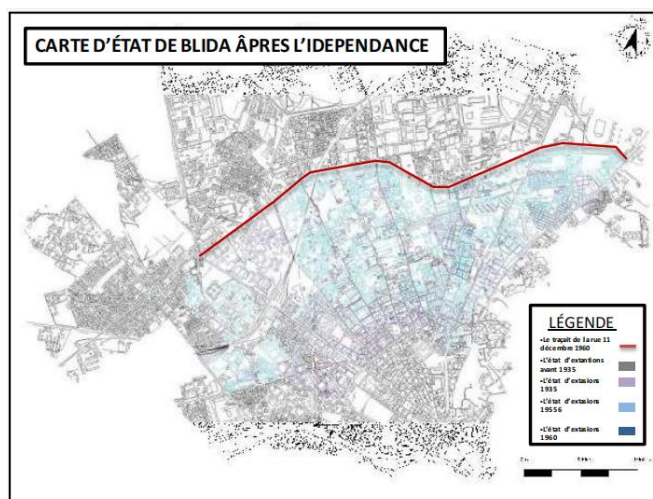 CARTE D'ÉTAT DE BLIDA ÂPRES L'IDEPENDANCE
LÉGENDE
•Le traçait de la rue 11
décembre 1960
•L'état d'extantions
avant 1935
•L'état d'extasions
1935
•L'état d'extasions
19556
•L'état d'extasions
1960